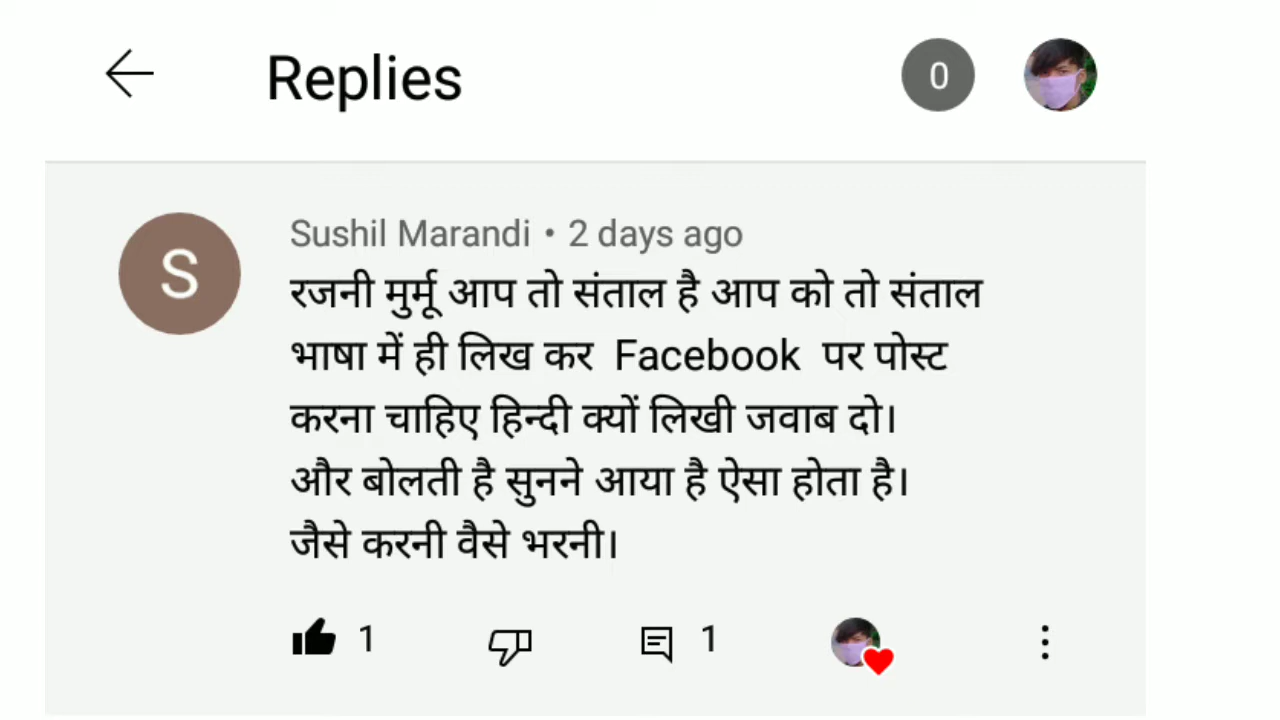 Replies
0
S
Sushil Marandi • 2 days ago
रजनी मुर्मू आप तो संताल है आप को तो संताल
भाषा में ही लिख कर Facebook पर पोस्ट
करना चाहिए हिन्दी क्यों लिखी जवाब दो।
और बोलती है सुनने आया है ऐसा होता है।
जैसे करनी वैसे भरनी।
1 1